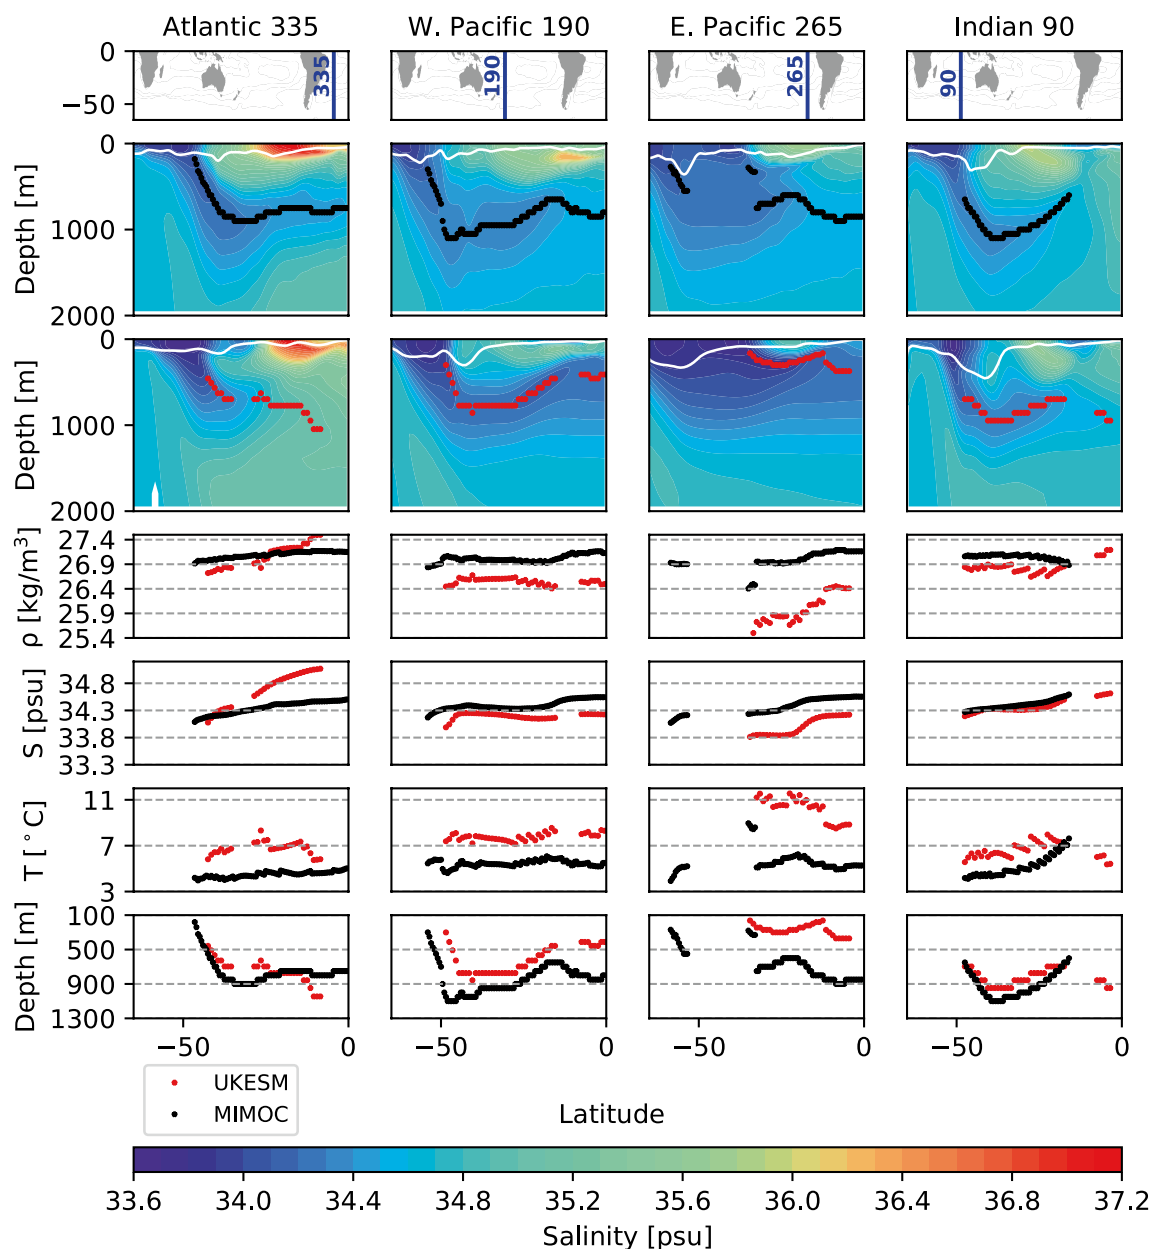 Atlantic 335 W. Pacific 190 E. Pacific 265 Indian 90
0
−50
335
190
265
90
Depth [m]
0
1000
2000
Depth [m]
0
1000
2000
ρ [kg/m³]
27.4
26.9
26.4
25.9
25.4
S [psu]
34.8
34.3
33.8
33.3
T [°C]
11
7
3
Depth [m]
100
500
900
1300
−50 0 −50 0 −50 0 −50 0
UKESM
MIMOC
Latitude
33.6 34.0 34.4 34.8 35.2 35.6 36.0 36.4 36.8 37.2
Salinity [psu]